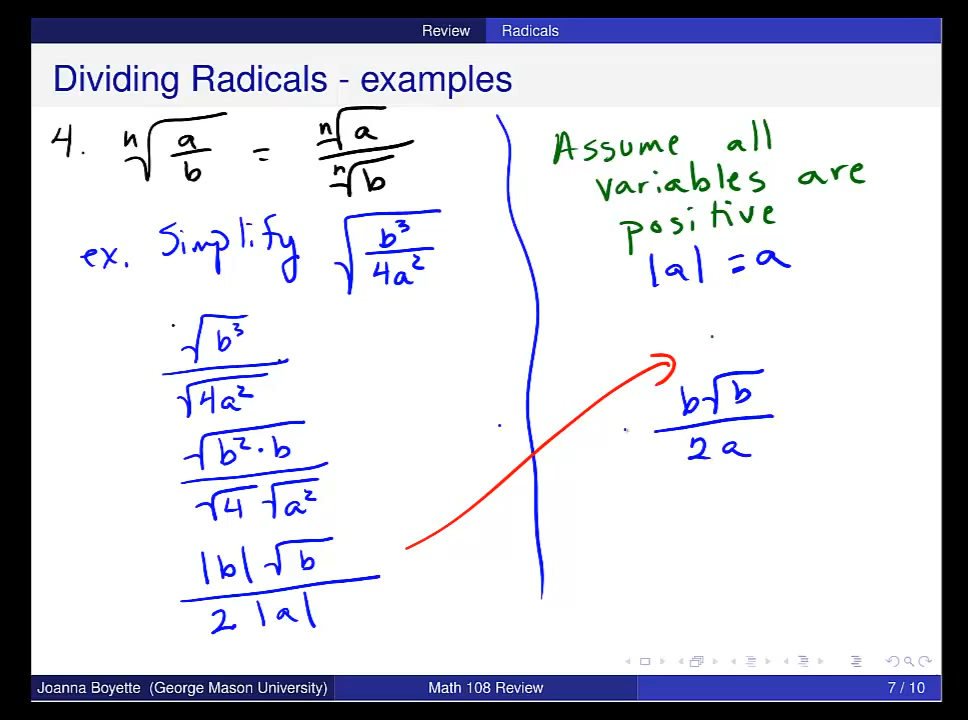 Review Radicals
Dividing Radicals - examples
4. ⁿ√(a/b) = ⁿ√a / ⁿ√b
ex. Simplify √(b³/4a²)
√b³ / √4a²
√b²·b / √4 √a²
|b| √b / 2 |a|
Assume all
variables are
positive
|a| = a
b√b / 2a
Joanna Boyette (George Mason University) Math 108 Review 7 / 10